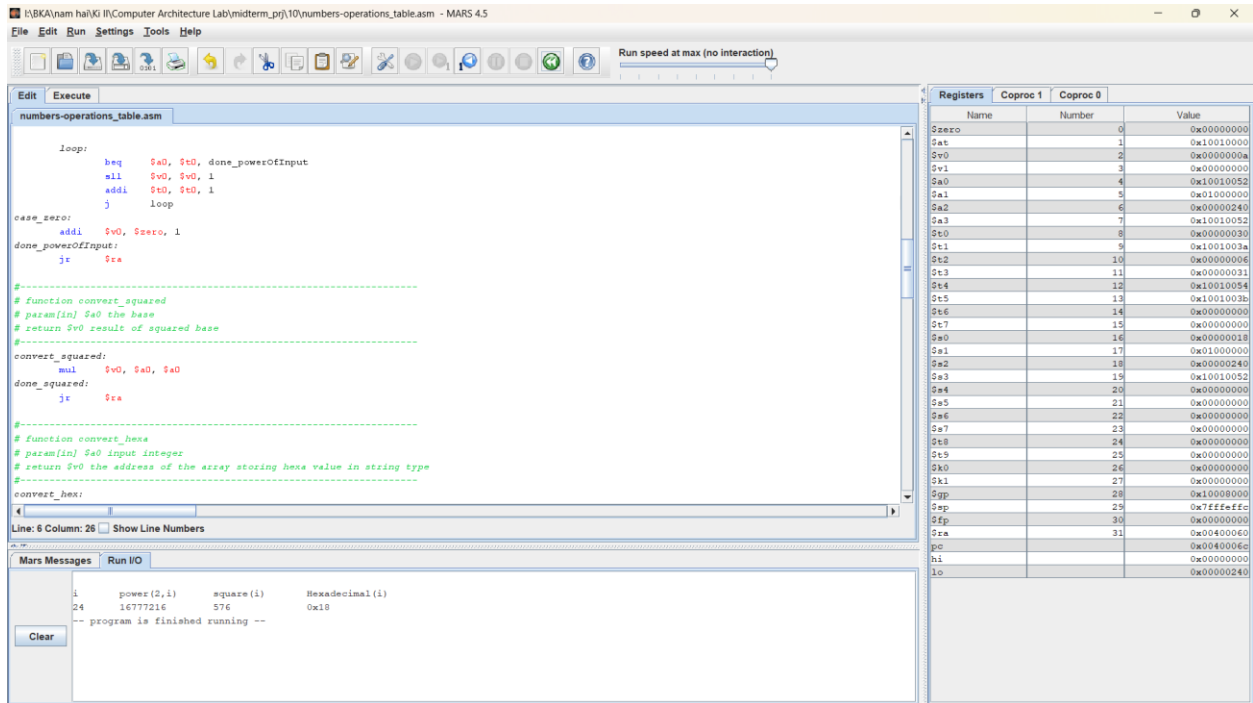 I:\BKA\nam hai\Ki II\Computer Architecture Lab\midterm_prj\10\numbers-operations_table.asm - MARS 4.5
File Edit Run Settings Tools Help
Run speed at max (no interaction)
Edit Execute
numbers-operations_table.asm
loop:
beq $a0, $t0, done_powerOfInput
sll $v0, $v0, 1
addi $t0, $t0, 1
j loop
case_zero:
addi $v0, $zero, 1
done_powerOfInput:
jr $ra
#-------------------------------------------------------------------
# function convert_squared
# param[in] $a0 the base
# return $v0 result of squared base
#-------------------------------------------------------------------
convert_squared:
mul $v0, $a0, $a0
done_squared:
jr $ra
#-------------------------------------------------------------------
# function convert_hexa
# param[in] $a0 input integer
# return $v0 the address of the array storing hexa value in string type
#-------------------------------------------------------------------
convert_hex:
Line: 6 Column: 26 Show Line Numbers
Mars Messages Run I/O
Clear
i power(2,i) square(i) Hexadecimal(i)
24 16777216 576 0x18
-- program is finished running --
Registers Coproc 1 Coproc 0
Name Number Value
$zero 0 0x00000000
$at 1 0x10010000
$v0 2 0x0000000a
$v1 3 0x00000000
$a0 4 0x10010052
$a1 5 0x01000000
$a2 6 0x00000240
$a3 7 0x10010052
$t0 8 0x00000030
$t1 9 0x1001003a
$t2 10 0x00000006
$t3 11 0x00000031
$t4 12 0x10010054
$t5 13 0x1001003b
$t6 14 0x00000000
$t7 15 0x00000000
$s0 16 0x00000018
$s1 17 0x01000000
$s2 18 0x00000240
$s3 19 0x10010052
$s4 20 0x00000000
$s5 21 0x00000000
$s6 22 0x00000000
$s7 23 0x00000000
$t8 24 0x00000000
$t9 25 0x00000000
$k0 26 0x00000000
$k1 27 0x00000000
$gp 28 0x10008000
$sp 29 0x7fffeffc
$fp 30 0x00000000
$ra 31 0x00400060
pc 0x0040006c
hi 0x00000000
lo 0x00000240